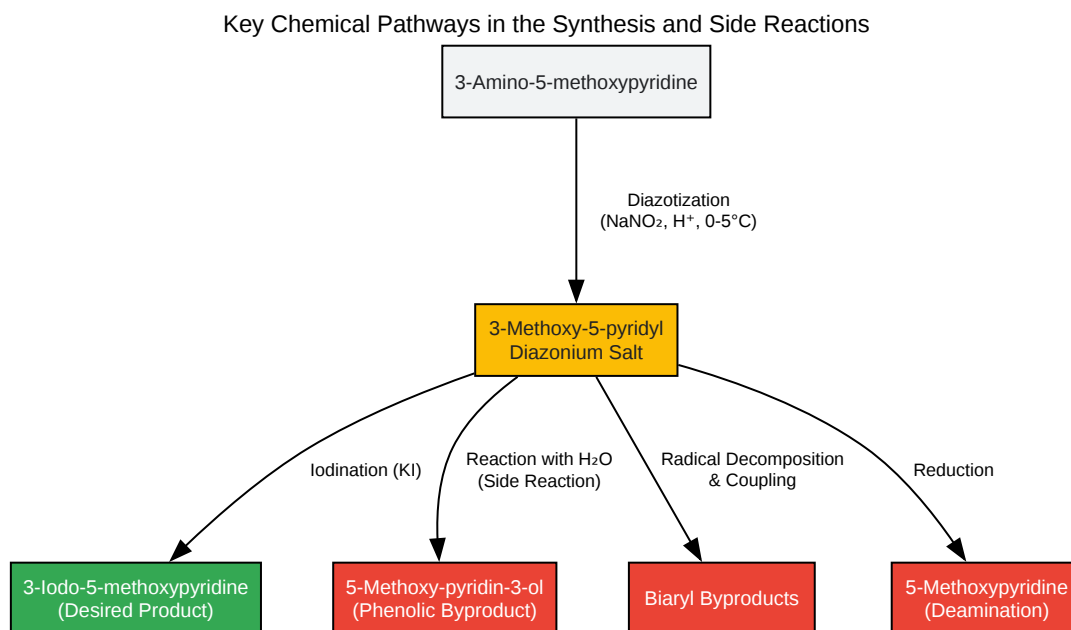 Key Chemical Pathways in the Synthesis and Side Reactions
3-Amino-5-methoxypyridine
Diazotization
(NaNO₂, H⁺, 0-5°C)
3-Methoxy-5-pyridyl
Diazonium Salt
Iodination (KI)
Reaction with H₂O
(Side Reaction)
Radical Decomposition
& Coupling
Reduction
3-Iodo-5-methoxypyridine
(Desired Product)
5-Methoxy-pyridin-3-ol
(Phenolic Byproduct)
Biaryl Byproducts
5-Methoxypyridine
(Deamination)